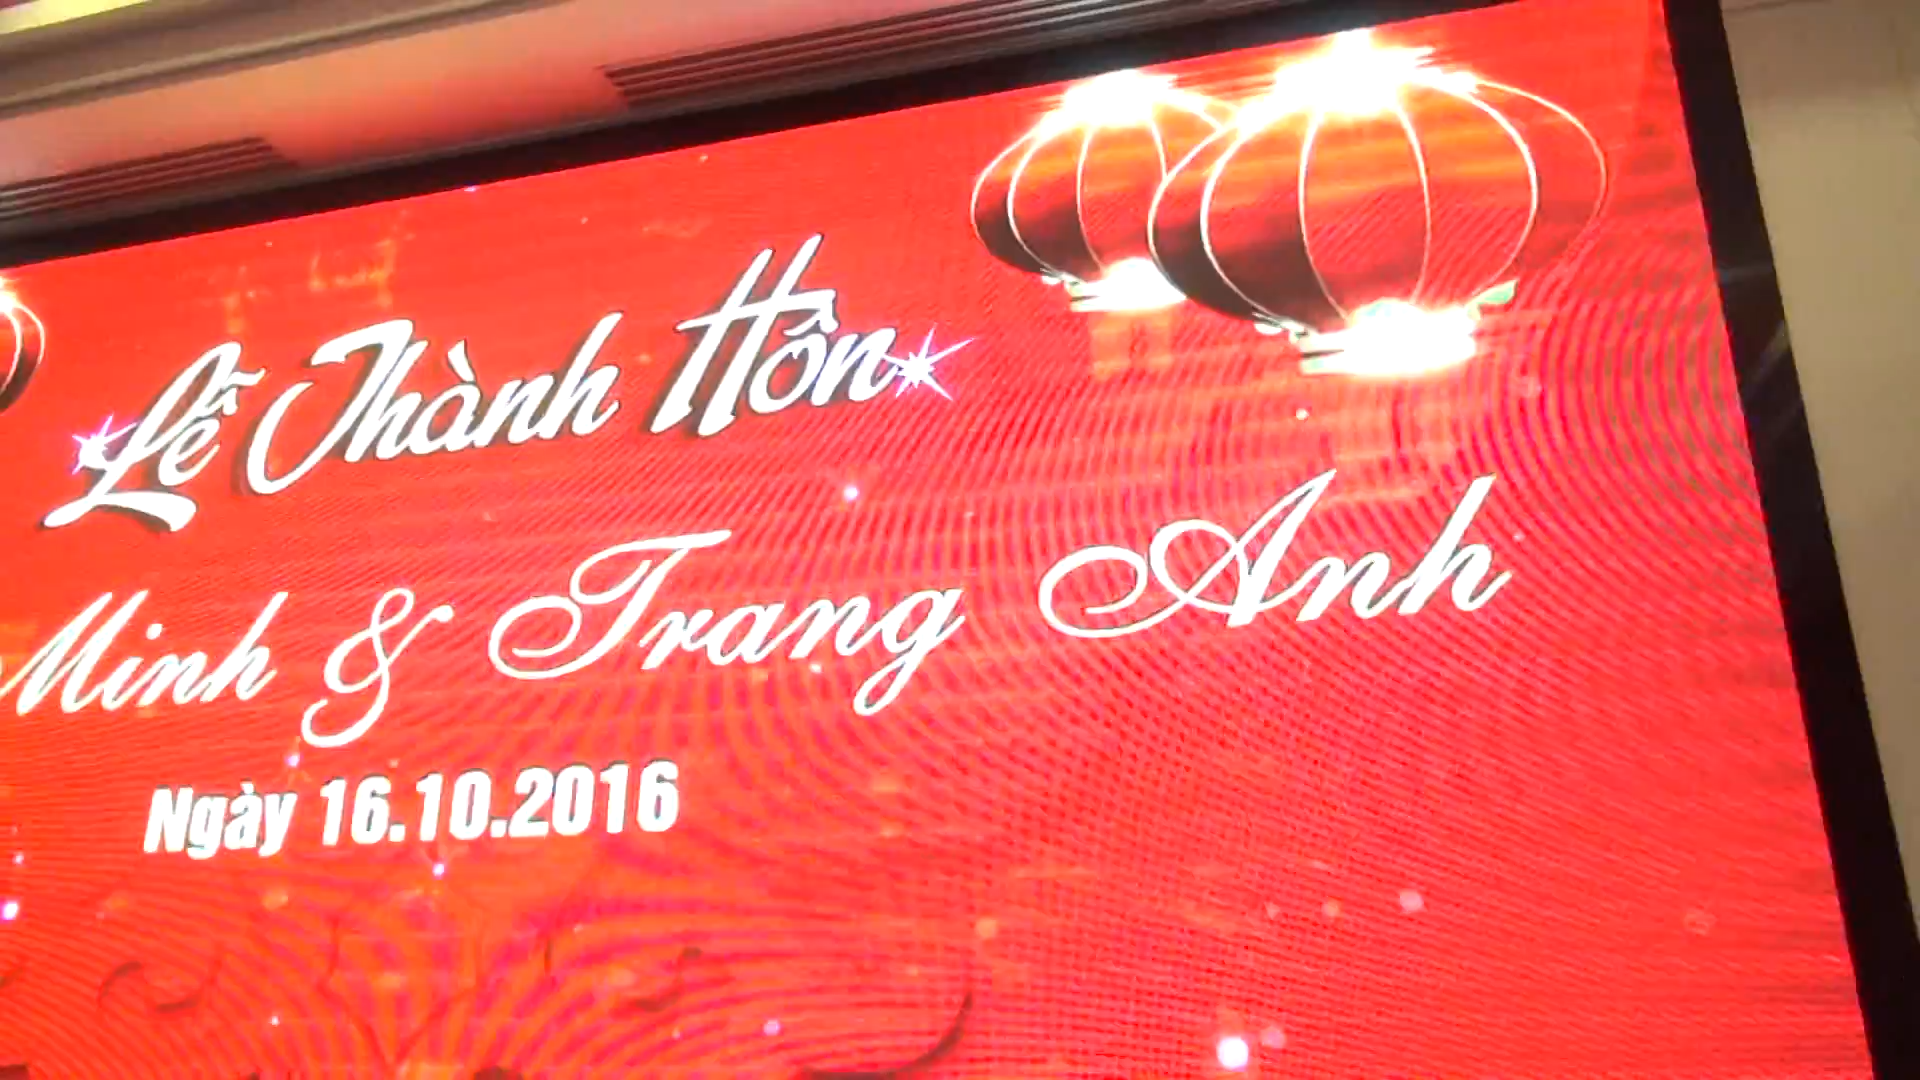 Lễ Thành Hôn
Minh & Trang Anh
Ngày 16.10.2016